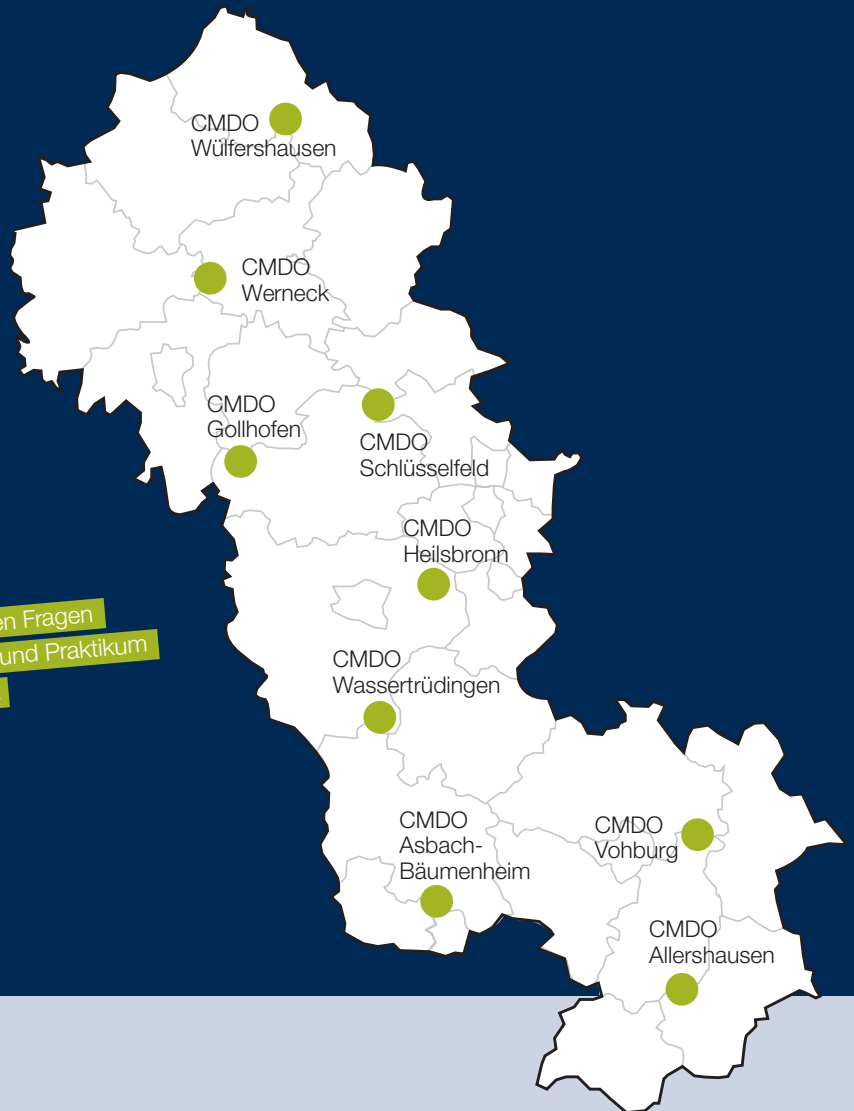 CMDO
Wülfershausen
CMDO
Werneck
CMDO
Gollhofen
CMDO
Schlüsselfeld
CMDO
Heilsbronn
en Fragen
und Praktikum
CMDO
Wassertrüdingen
CMDO
Asbach-
Bäumenheim
CMDO
Vohburg
CMDO
Allershausen